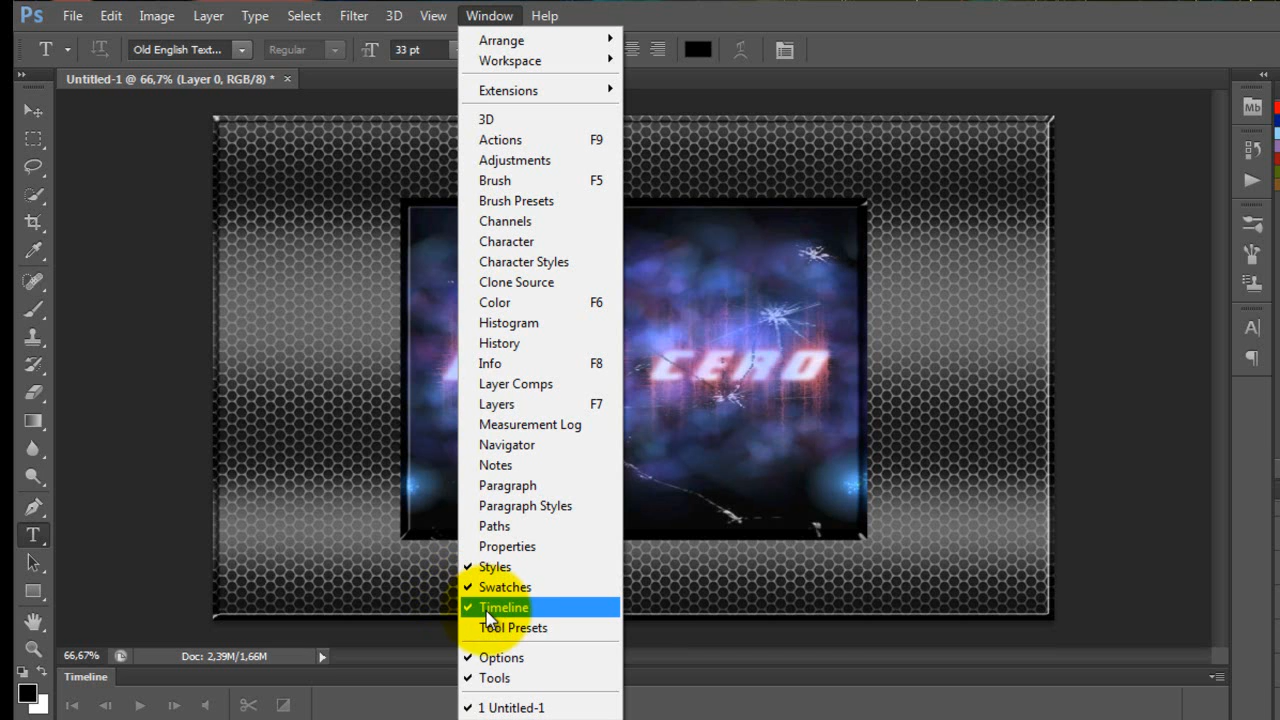 Ps File Edit Image Layer Type Select Filter 3D View Window Help
T Old English Text... Regular 33 pt
Untitled-1 @ 66,7% (Layer 0, RGB/8) * ×
Arrange
Workspace
Extensions
3D
Actions F9
Adjustments
Brush F5
Brush Presets
Channels
Character
Character Styles
Clone Source
Color F6
Histogram
History
Info F8
Layer Comps
Layers F7
Measurement Log
Navigator
Notes
Paragraph
Paragraph Styles
Paths
Properties
Styles
Swatches
Timeline
Tool Presets
Options
Tools
1 Untitled-1
CERO
Mb
A
T
66,67% Doc: 2,39M/1,66M
Timeline